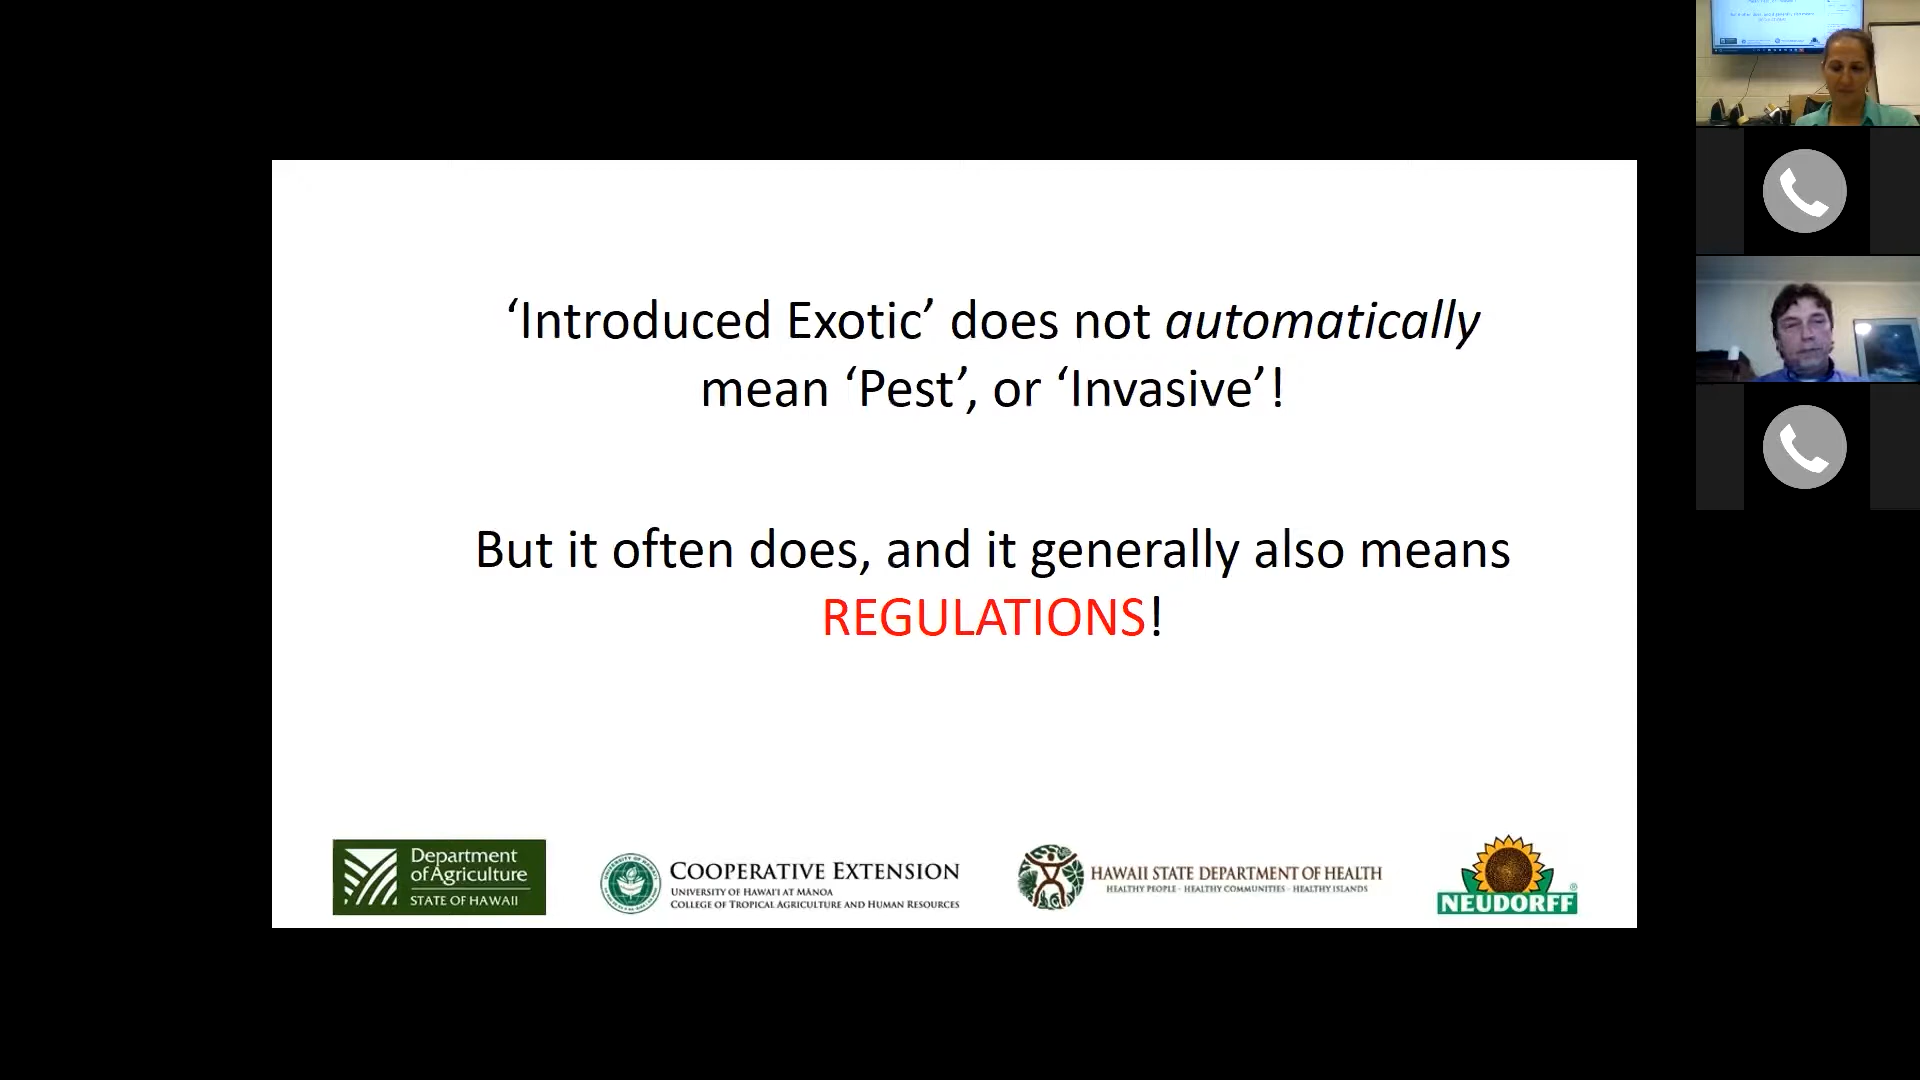 ‘Introduced Exotic’ does not automatically
mean ‘Pest’, or ‘Invasive’!
But it often does, and it generally also means
REGULATIONS!
Department
of Agriculture
STATE OF HAWAII
COOPERATIVE EXTENSION
UNIVERSITY OF HAWAI‘I AT MĀNOA
COLLEGE OF TROPICAL AGRICULTURE AND HUMAN RESOURCES
HAWAII STATE DEPARTMENT OF HEALTH
HEALTHY PEOPLE - HEALTHY COMMUNITIES - HEALTHY ISLANDS
NEUDORFF®